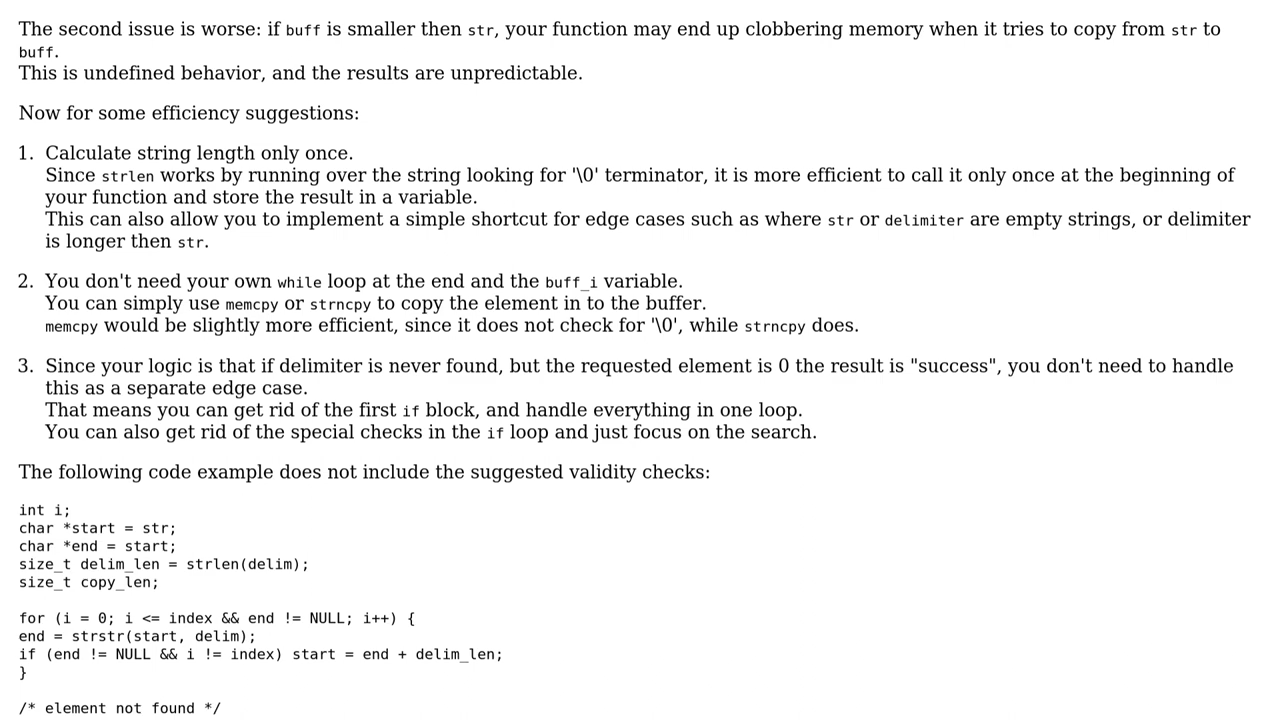 The second issue is worse: if buff is smaller then str, your function may end up clobbering memory when it tries to copy from str to
buff.
This is undefined behavior, and the results are unpredictable.
Now for some efficiency suggestions:
1. Calculate string length only once.
Since strlen works by running over the string looking for '\0' terminator, it is more efficient to call it only once at the beginning of
your function and store the result in a variable.
This can also allow you to implement a simple shortcut for edge cases such as where str or delimiter are empty strings, or delimiter
is longer then str.
2. You don't need your own while loop at the end and the buff_i variable.
You can simply use memcpy or strncpy to copy the element in to the buffer.
memcpy would be slightly more efficient, since it does not check for '\0', while strncpy does.
3. Since your logic is that if delimiter is never found, but the requested element is 0 the result is "success", you don't need to handle
this as a separate edge case.
That means you can get rid of the first if block, and handle everything in one loop.
You can also get rid of the special checks in the if loop and just focus on the search.
The following code example does not include the suggested validity checks:
int i;
char *start = str;
char *end = start;
size_t delim_len = strlen(delim);
size_t copy_len;
for (i = 0; i <= index && end != NULL; i++) {
end = strstr(start, delim);
if (end != NULL && i != index) start = end + delim_len;
}
/* element not found */